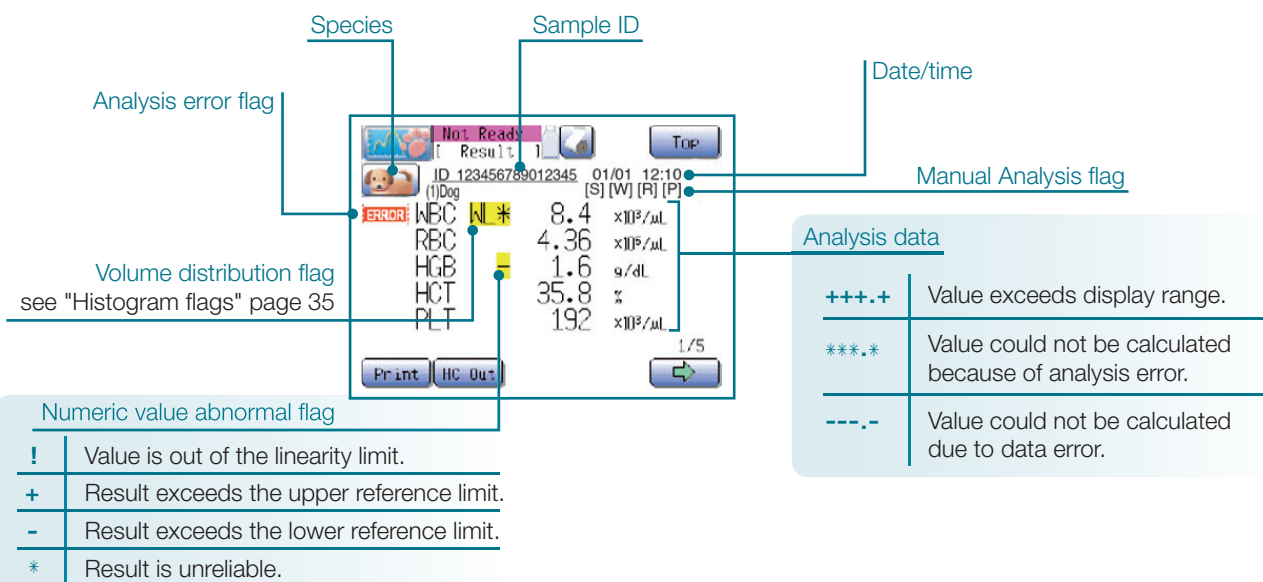 Species
Sample ID
Date/time
Analysis error flag
Not Ready
[ Result ]
Top
ID 123456789012345 01/01 12:10
(1)Dog [S] [W] [R] [P]
Manual Analysis flag
ERROR WBC WL* 8.4 x10³/µL
RBC 4.36 x10⁵/µL
HGB - 1.6 g/dL
HCT 35.8 %
PLT 192 x10³/µL
1/5
Print HC Out
Volume distribution flag
see "Histogram flags" page 35
Analysis data
+++.+ Value exceeds display range.
***.* Value could not be calculated
because of analysis error.
---.- Value could not be calculated
due to data error.
Numeric value abnormal flag
! Value is out of the linearity limit.
+ Result exceeds the upper reference limit.
- Result exceeds the lower reference limit.
* Result is unreliable.